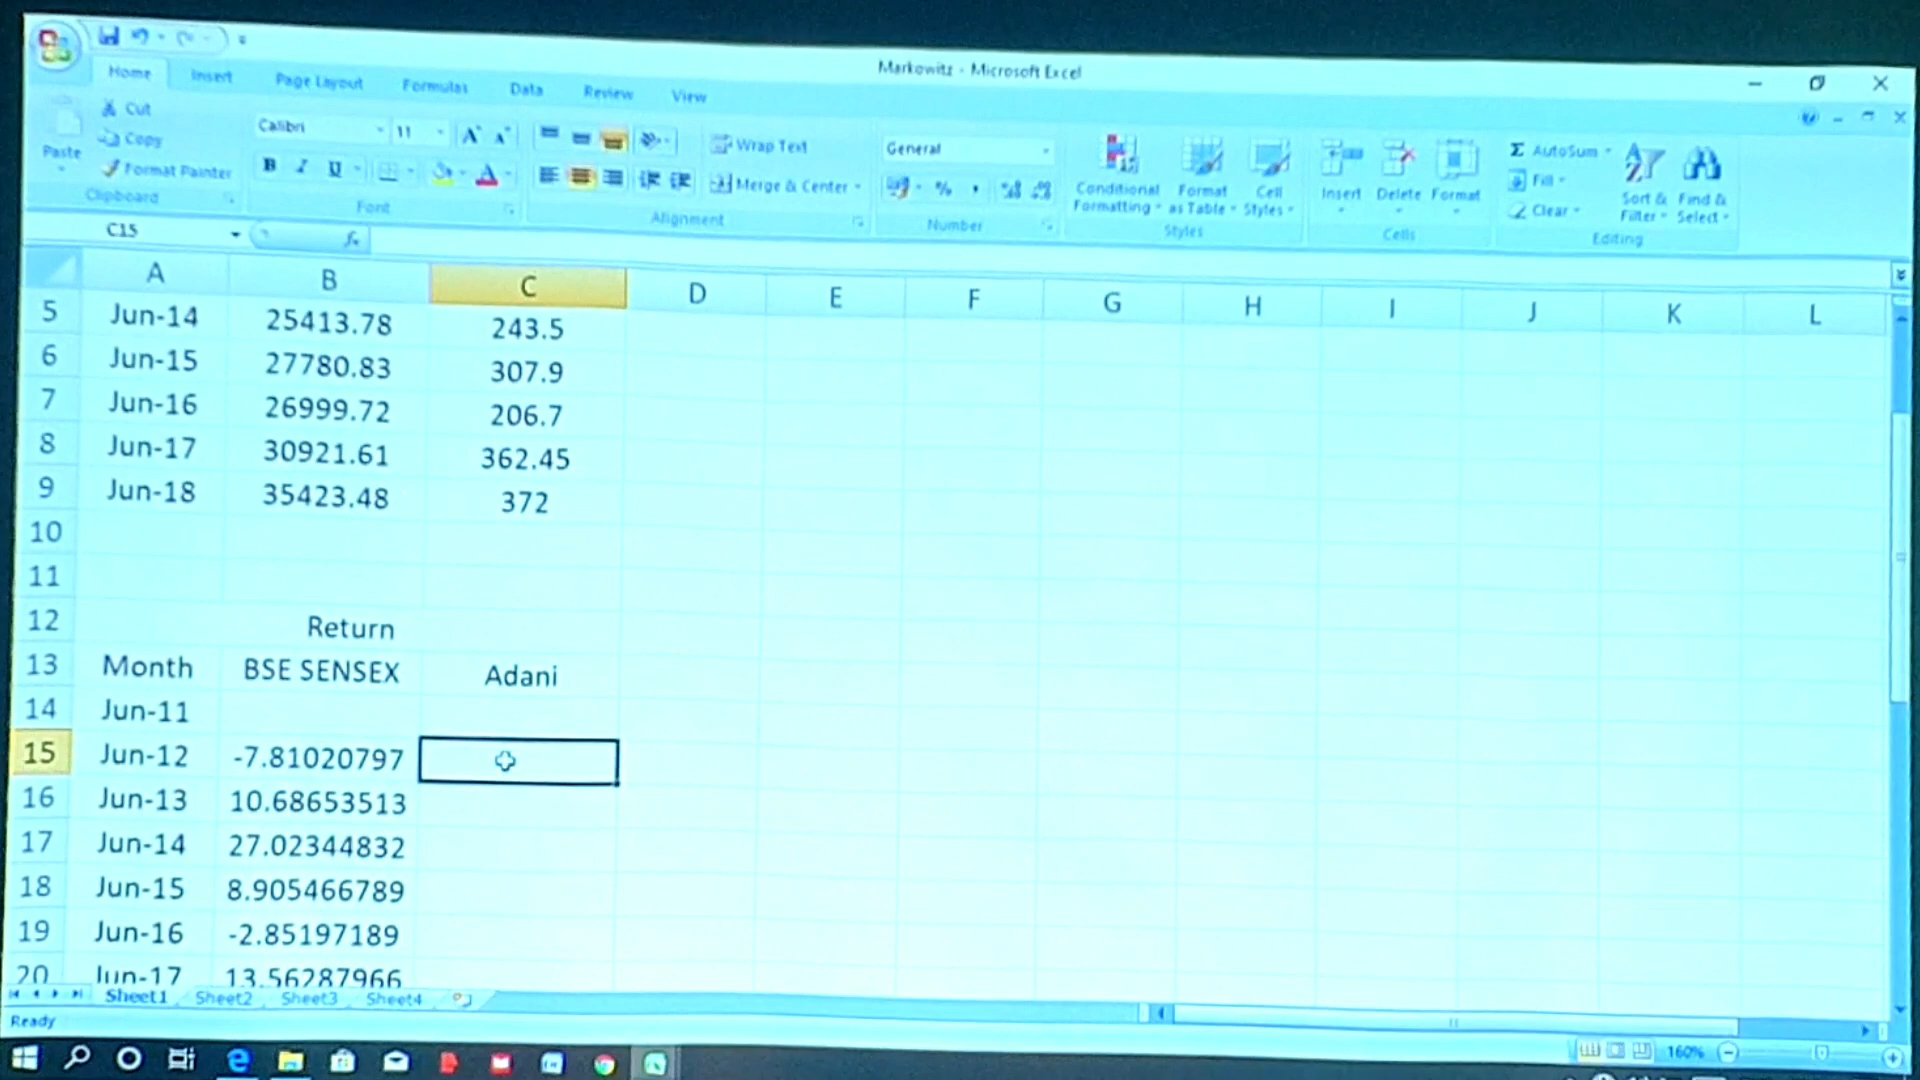 Markowitz - Microsoft Excel
Home Insert Page Layout Formulas Data Review View
Paste Cut Copy Format Painter
Clipboard
Calibri 11
B I U
Font
Wrap Text
Merge & Center
Alignment
General
%
Number
Conditional Formatting Format as Table Cell Styles
Styles
Insert Delete Format
Cells
Σ AutoSum
Fill
Clear
Sort & Filter Find & Select
Editing
C15 fx
A B C D E F G H I J K L
5 Jun-14 25413.78 243.5
6 Jun-15 27780.83 307.9
7 Jun-16 26999.72 206.7
8 Jun-17 30921.61 362.45
9 Jun-18 35423.48 372
10
11
12 Return
13 Month BSE SENSEX Adani
14 Jun-11
15 Jun-12 -7.81020797
16 Jun-13 10.68653513
17 Jun-14 27.02344832
18 Jun-15 8.905466789
19 Jun-16 -2.85197189
20 Jun-17 13.56287966
Sheet1 Sheet2 Sheet3 Sheet4
Ready
160%